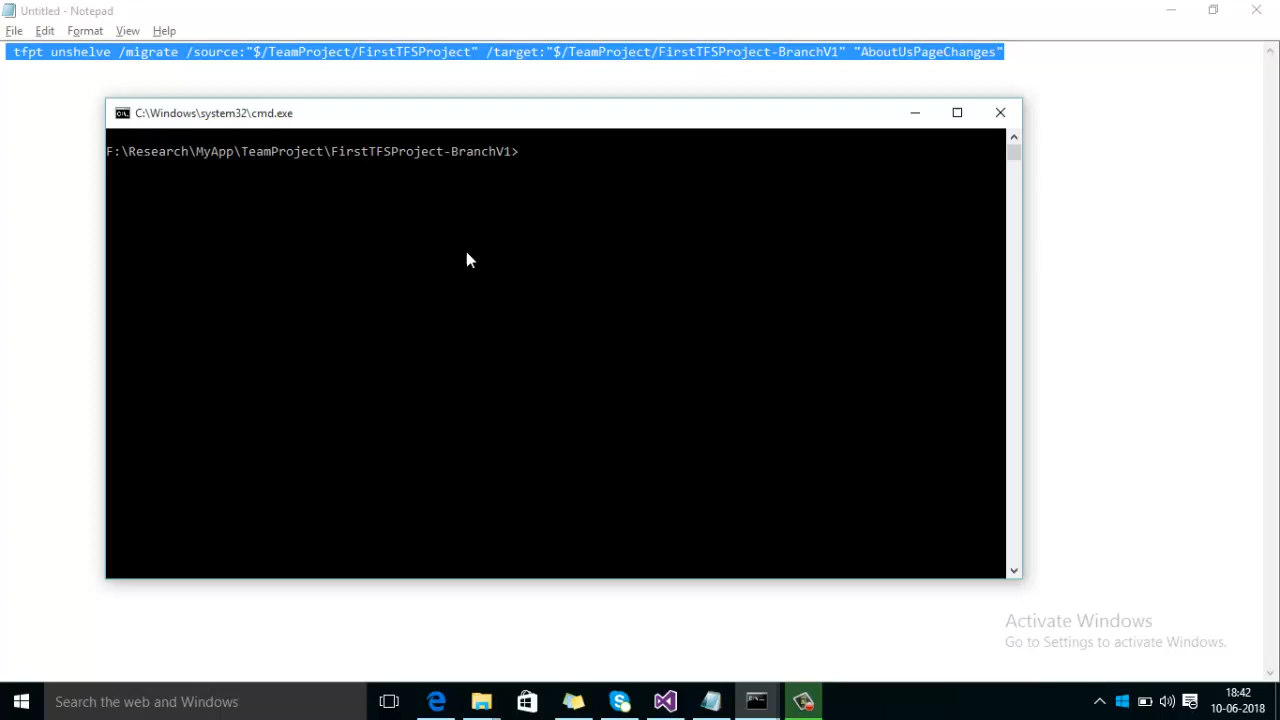 Untitled - Notepad
File Edit Format View Help
tfpt unshelve /migrate /source:"$/TeamProject/FirstTFSProject" /target:"$/TeamProject/FirstTFSProject-BranchV1" "AboutUsPageChanges"
C:\Windows\system32\cmd.exe
F:\Research\MyApp\TeamProject\FirstTFSProject-BranchV1>
Activate Windows
Go to Settings to activate Windows.
Search the web and Windows
18:42
10-06-2018